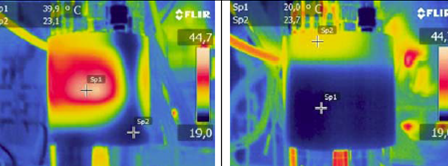 Sp1 39,9 °C
Sp2 23,1
FLIR
44,7
Sp1
Sp2
19,0
Sp1 20,0 °C
Sp2 23,7
FLIR
44,
Sp2
Sp1
19,0